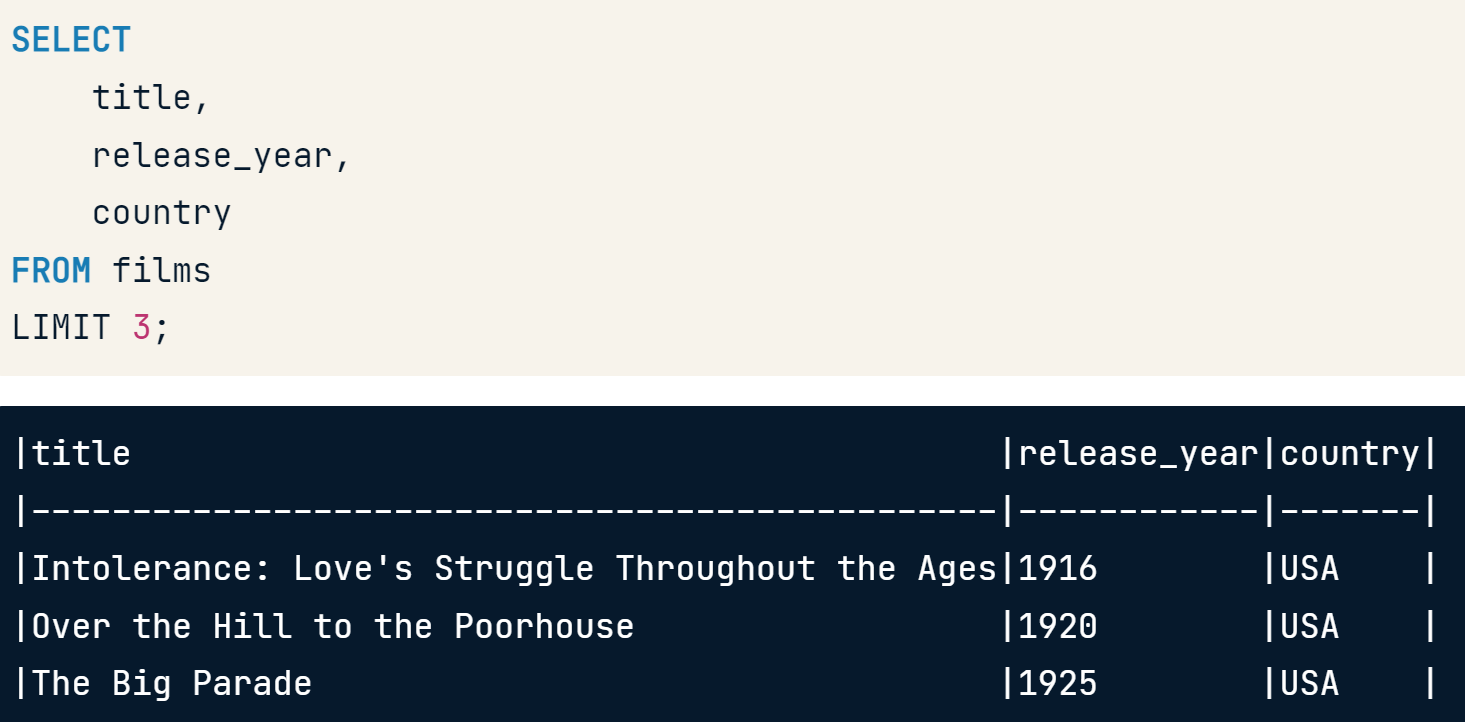 SELECT
    title,
    release_year,
    country
FROM films
LIMIT 3;
|title                                           |release_year|country|
|------------------------------------------------|------------|-------|
|Intolerance: Love's Struggle Throughout the Ages|1916        |USA    |
|Over the Hill to the Poorhouse                  |1920        |USA    |
|The Big Parade                                  |1925        |USA    |